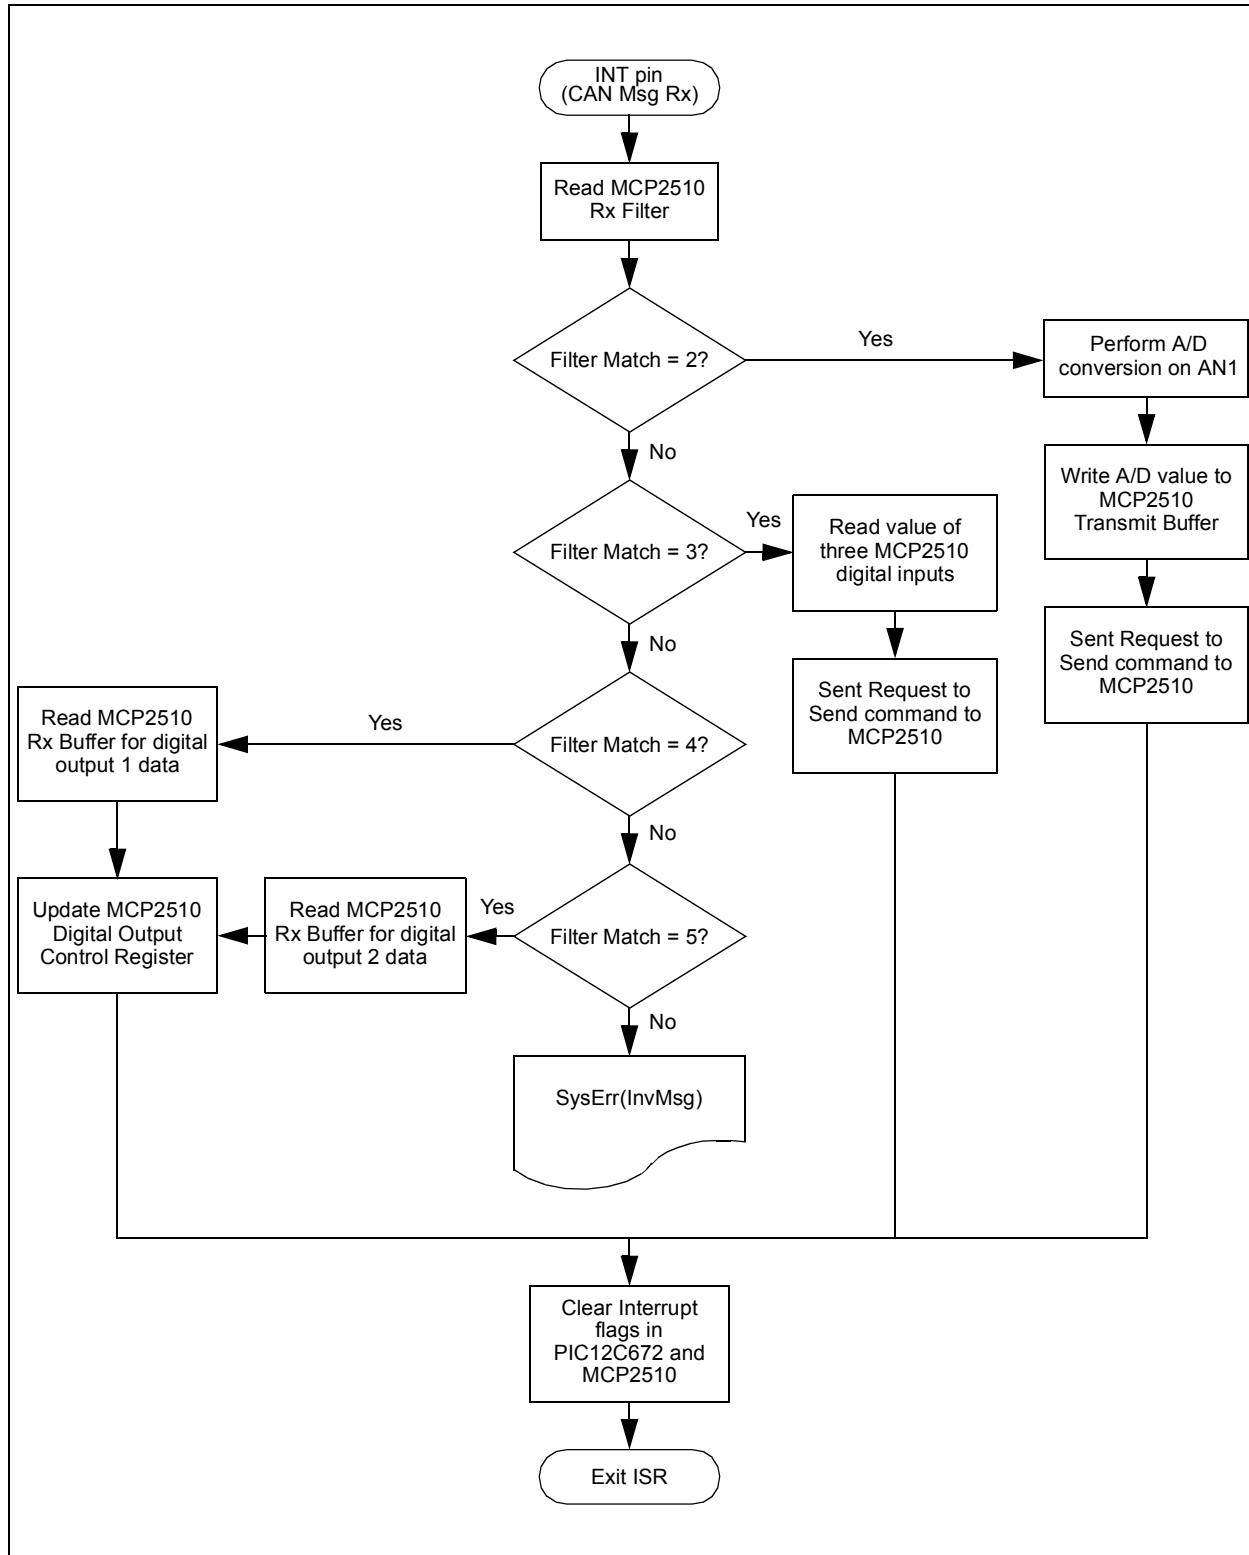 INT pin
(CAN Msg Rx)
Read MCP2510
Rx Filter
Filter Match = 2?
Yes
Perform A/D
conversion on AN1
No
Write A/D value to
MCP2510
Transmit Buffer
Filter Match = 3?
Yes
Read value of
three MCP2510
digital inputs
No
Sent Request to
Send command to
MCP2510
Sent Request to
Send command to
MCP2510
Filter Match = 4?
Yes
Read MCP2510
Rx Buffer for digital
output 1 data
No
Filter Match = 5?
Yes
Read MCP2510
Rx Buffer for digital
output 2 data
Update MCP2510
Digital Output
Control Register
No
SysErr(InvMsg)
Clear Interrupt
flags in
PIC12C672 and
MCP2510
Exit ISR